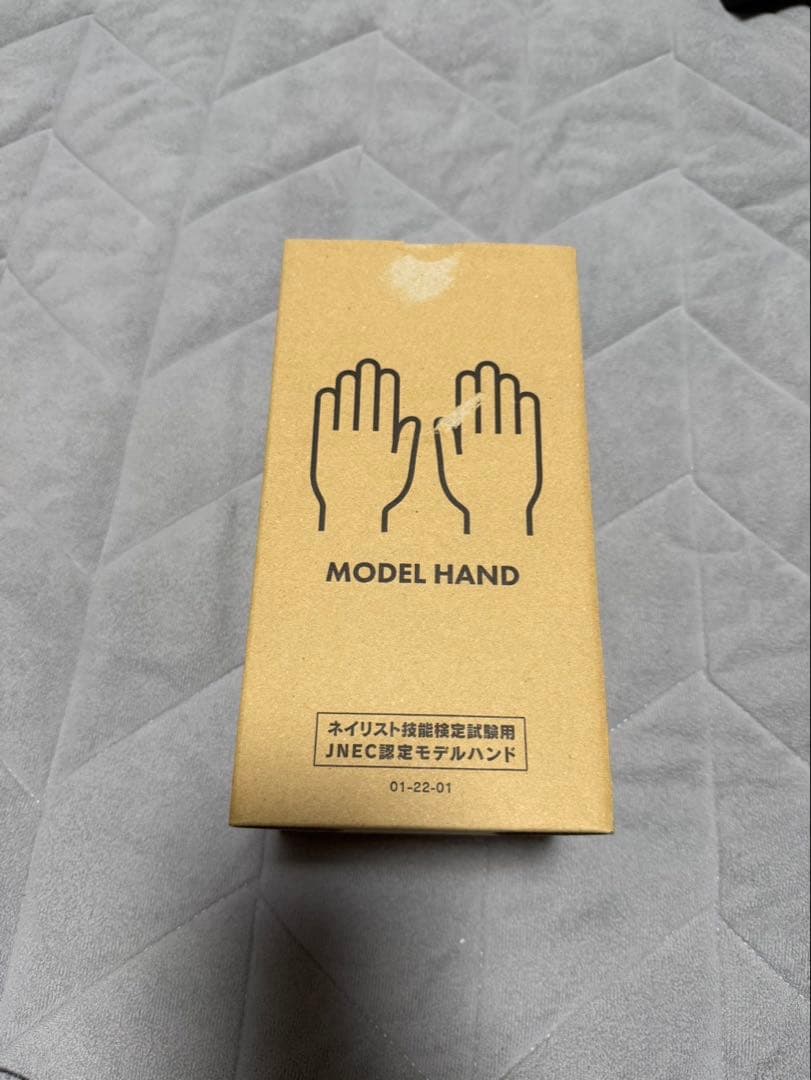 MODEL HAND
ネイリスト技能検定試験用
JNEC認定モデルハンド
01-22-01